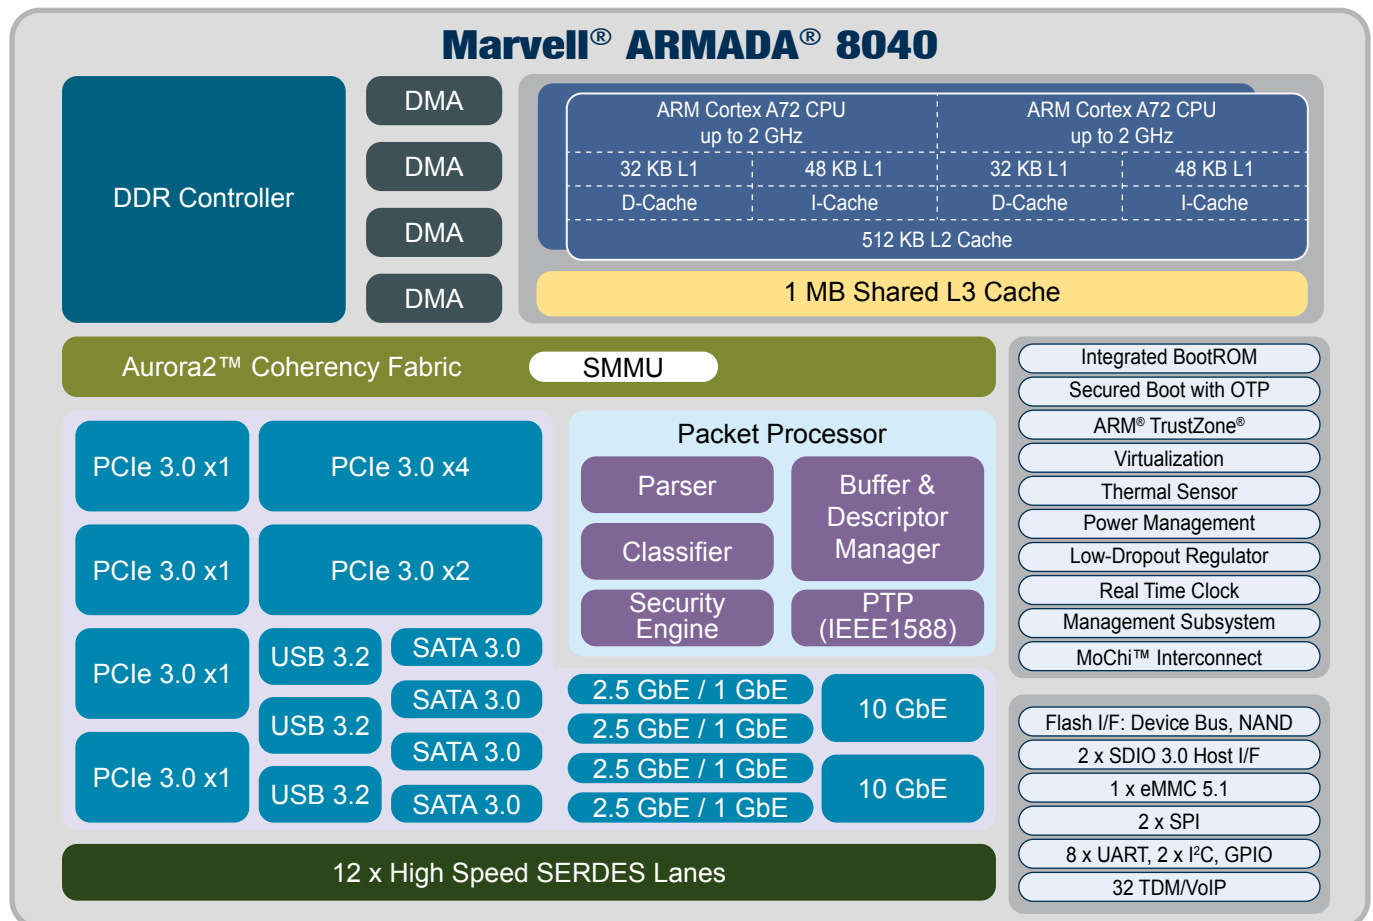 Marvell® ARMADA® 8040
DDR Controller
DMA
DMA
DMA
DMA
ARM Cortex A72 CPU
up to 2 GHz
ARM Cortex A72 CPU
up to 2 GHz
32 KB L1
48 KB L1
32 KB L1
48 KB L1
D-Cache
I-Cache
D-Cache
I-Cache
512 KB L2 Cache
1 MB Shared L3 Cache
Aurora2™ Coherency Fabric
SMMU
PCIe 3.0 x1
PCIe 3.0 x4
PCIe 3.0 x1
PCIe 3.0 x2
PCIe 3.0 x1
PCIe 3.0 x1
USB 3.2
USB 3.2
USB 3.2
SATA 3.0
SATA 3.0
SATA 3.0
SATA 3.0
Packet Processor
Parser
Classifier
Security
Engine
Buffer &
Descriptor
Manager
PTP
(IEEE1588)
2.5 GbE / 1 GbE
2.5 GbE / 1 GbE
2.5 GbE / 1 GbE
2.5 GbE / 1 GbE
10 GbE
10 GbE
12 x High Speed SERDES Lanes
Integrated BootROM
Secured Boot with OTP
ARM® TrustZone®
Virtualization
Thermal Sensor
Power Management
Low-Dropout Regulator
Real Time Clock
Management Subsystem
MoChi™ Interconnect
Flash I/F: Device Bus, NAND
2 x SDIO 3.0 Host I/F
1 x eMMC 5.1
2 x SPI
8 x UART, 2 x I²C, GPIO
32 TDM/VoIP